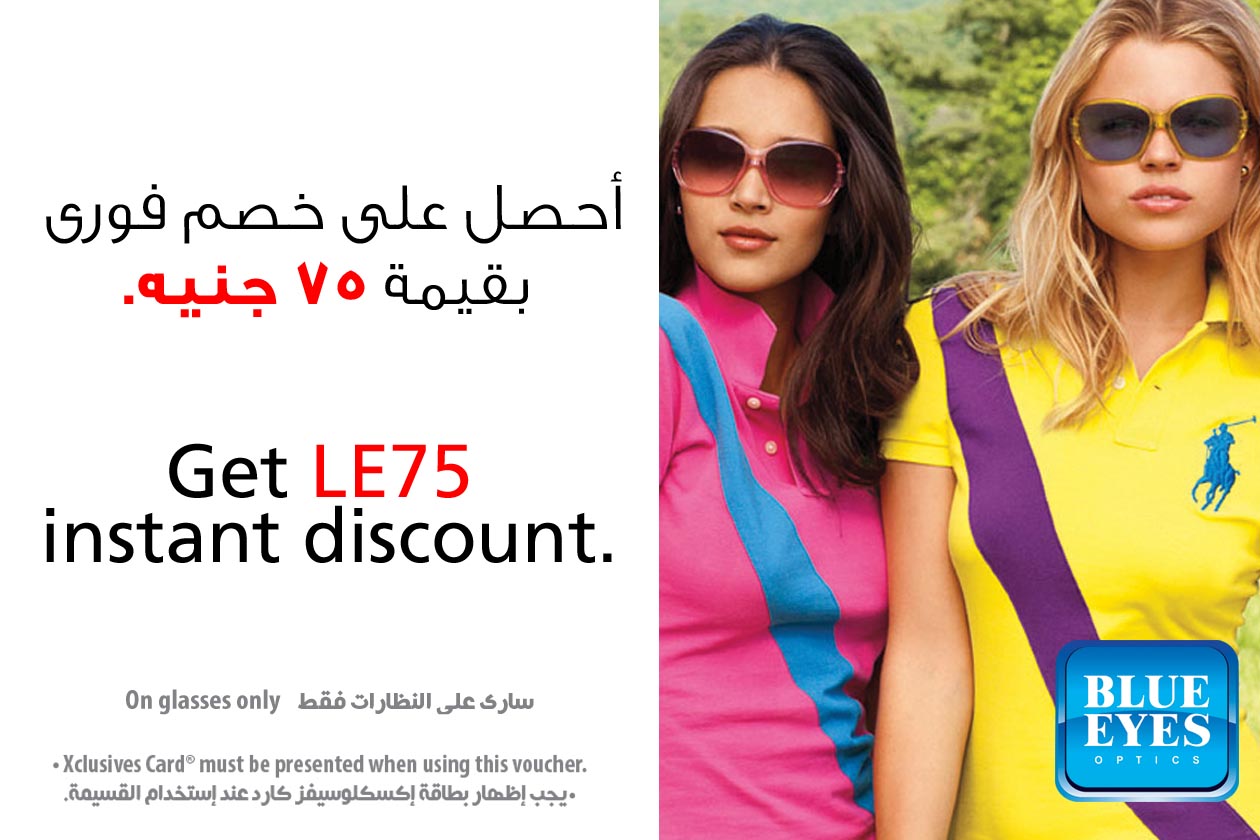 أحصل على خصم فورى
بقيمة ٧٥ جنيه.
Get LE75
instant discount.
On glasses only سارى على النظارات فقط
• Xclusives Card® must be presented when using this voucher.
• يجب إظهار بطاقة إكسكلوسيفز كارد عند إستخدام القسيمة.
BLUE
EYES
OPTICS